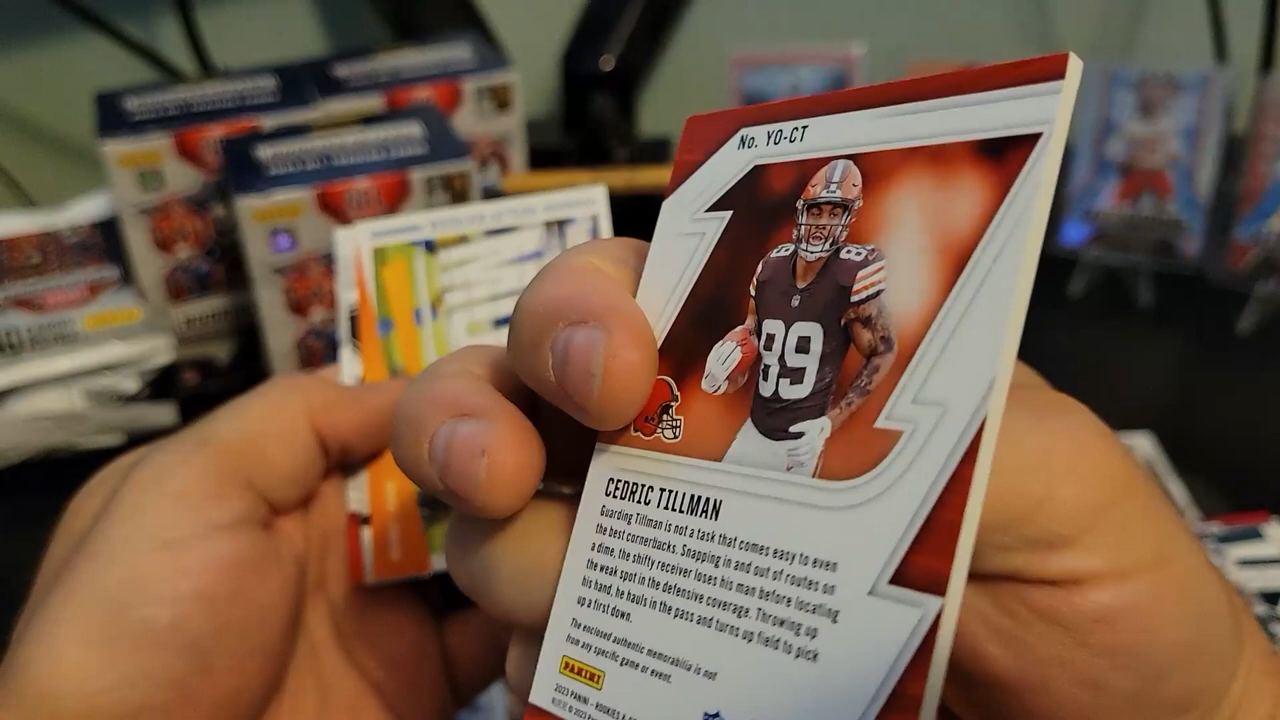 No. YO-CT
89
89
CEDRIC TILLMAN
Guarding Tillman is not a task that comes easy to even
the best cornerbacks. Snapping in and out of routes on
a dime, the shifty receiver loses his man before locating
the weak spot in the defensive coverage. Throwing up
his hand, he hauls in the pass and turns up field to pick
up a first down.
The enclosed authentic memorabilia is not
from any specific game or event.
PANINI
2023 PANINI - ROOKIES &
© 2023